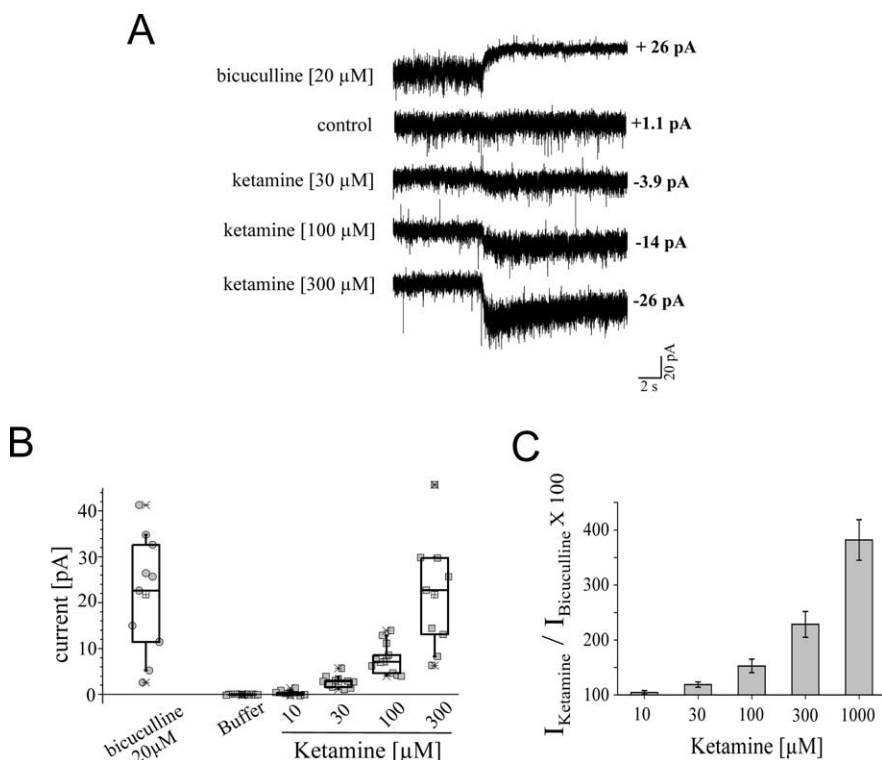 A
bicuculline [20 µM]
+ 26 pA
control
+1.1 pA
ketamine [30 µM]
-3.9 pA
ketamine [100 µM]
-14 pA
ketamine [300 µM]
-26 pA
20 pA
2 s
B
current [pA]
40
30
20
10
0
bicuculline
20µM
Buffer
10
30
100
300
Ketamine [µM]
C
I Ketamine / I Bicuculline X 100
400
300
200
100
10
30
100
300
1000
Ketamine [µM]